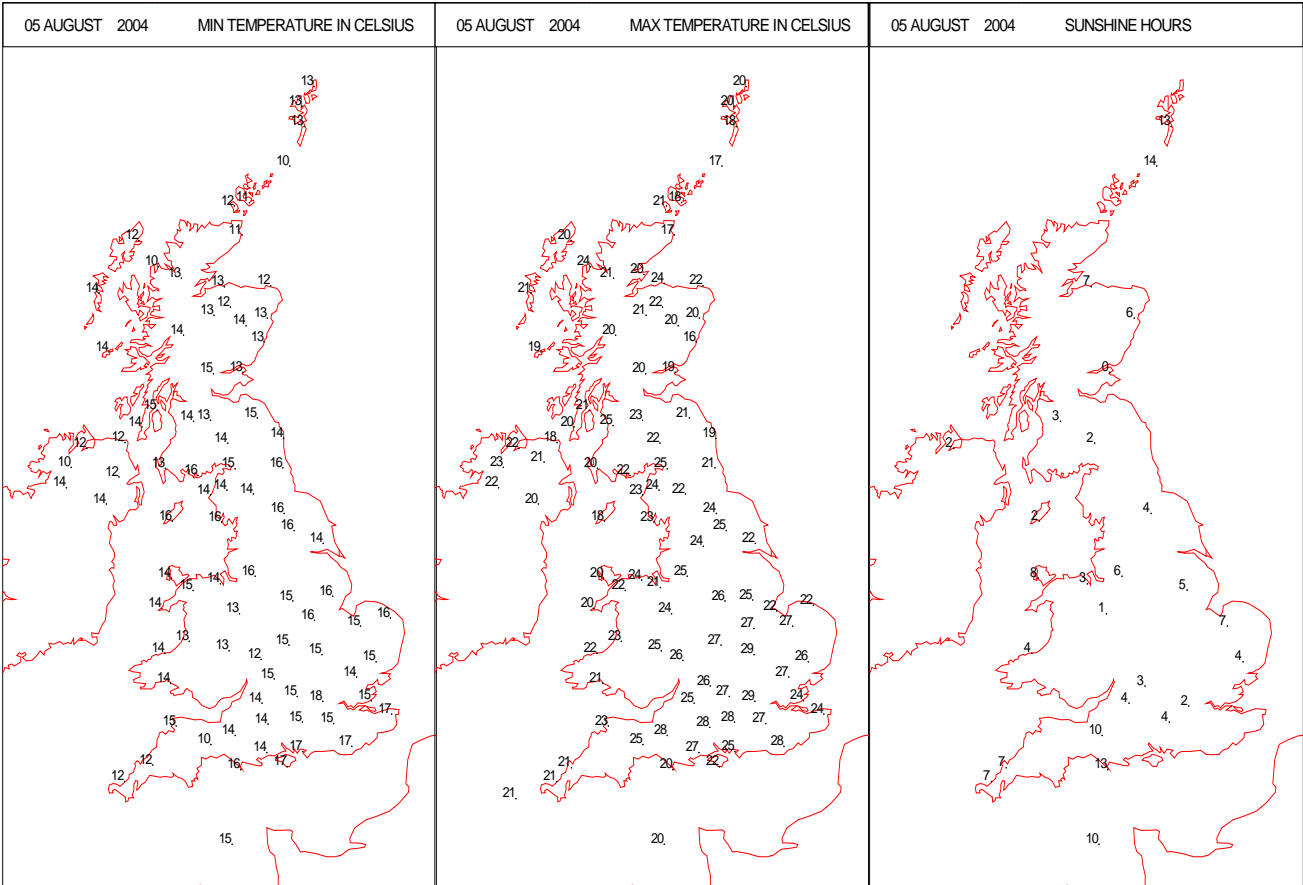 05 AUGUST 2004 MIN TEMPERATURE IN CELSIUS
13
13
13
10
12 11
11
12
10
13
13 12
14
12
13 13
14
14 13
14
15 13
15
14 13 15
14
12 12 14 14
10 13 16 15 16
14 12
14 14 14
14
16
16 16 16
14
14 14 16
15
14 13 15 16
16 15 16
14 13 13 15
12 15 15
14 15 14
14 15 18 15
17
15 14 14 15 15
10 14 17 17
12 16 17
12
15
05 AUGUST 2004 MAX TEMPERATURE IN CELSIUS
20
20
18
17
21 18
17
20
24
21 20 24 22
21
22
21 20
20 20
16
19
20 19
21
20 25 23 21
22 18 22 19
23 21 20 22 25 21
22 23 24 22
20
18 23 24
25
24 22
20 24 25
22 21
20 24 26 25
22 22
27 27
22 23 25 27
26 29 26
21 26 27
25 27 29 24
24
23 28 28 28 27
25 27 25 28
21 20 22
21
21
20
05 AUGUST 2004 SUNSHINE HOURS
13
14
7
6
0
3
2 2
4
2
8 3 6
5
1
7
4 4
3
4 2
4
10
7 13
7
10